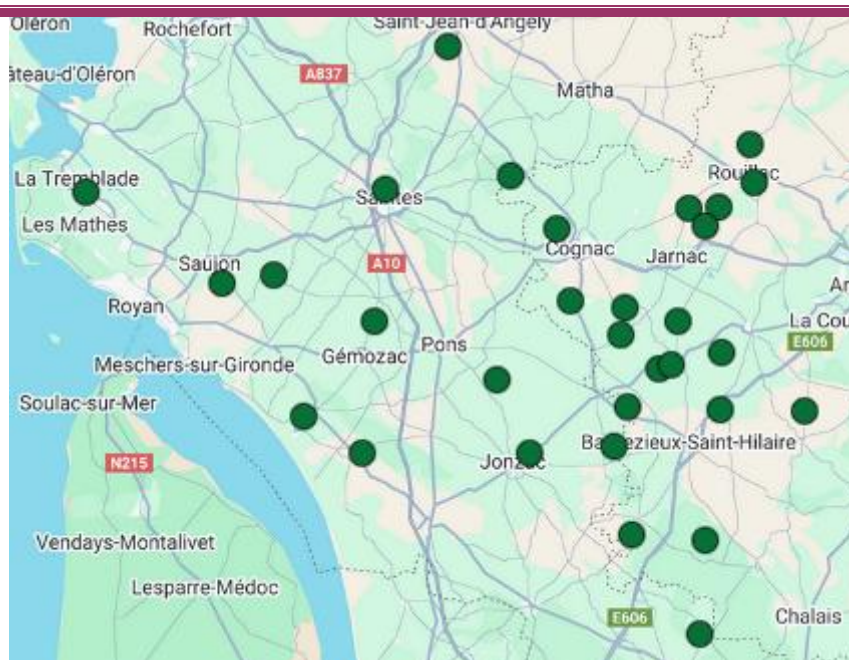 Oléron
Rochefort
Saint-Jean-d'Angély
âteau-d'Oléron
A837
Matha
La Tremblade
Rouillac
Saintes
Les Mathes
Cognac
Jarnac
Saujon
A10
Royan
La Cou
Pons
Gémozac
E606
Meschers-sur-Gironde
Soulac-sur-Mer
Barbezieux-Saint-Hilaire
Jonzac
N215
Vendays-Montalivet
Lesparre-Médoc
E606
Chalais